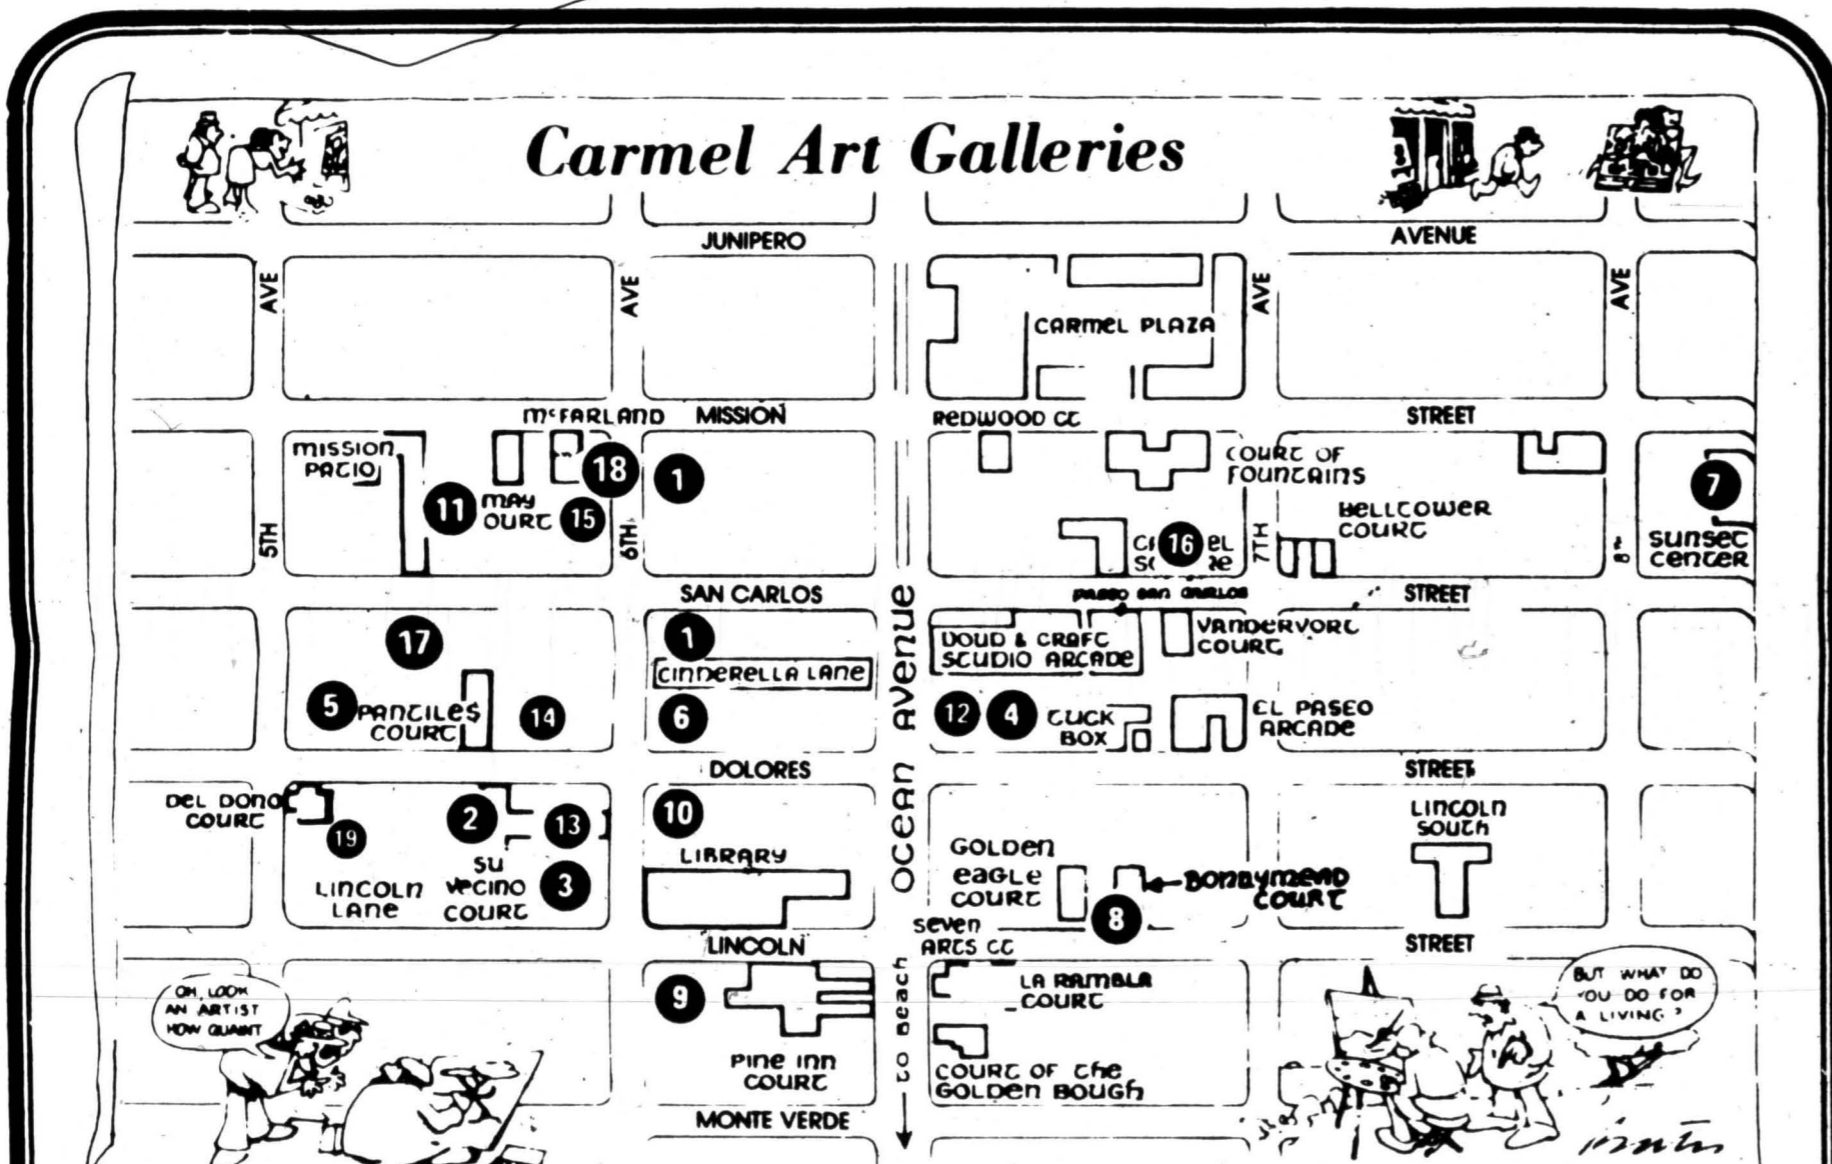 Carmel Art Galleries
JUNIPERO
AVENUE
AVE
AVE
AVE
AVE
CARMEL PLAZA
McFARLAND
MISSION
REDWOOD CT
STREET
MISSION
PATIO
18
1
COURT OF
FOUNTAINS
7
11
MAY
OURT
15
BELLTOWER
COURT
5TH
6TH
16
7TH
8th
SUNSET
CENTER
SAN CARLOS
PASEO SAN CARLOS
STREET
17
1
DOUD & CRAFT
STUDIO ARCADE
VANDERVORT
COURT
CINDERELLA LANE
OCEAN AVENUE
5
PANTILES
COURT
14
6
12
4
TUCK
BOX
EL PASEO
ARCADE
DOLORES
STREET
DEL DONO
COURT
2
13
10
LINCOLN
SOUTH
19
LIBRARY
GOLDEN
EAGLE
COURT
BONNYMEAD
COURT
LINCOLN
LANE
SU
VECINO
COURT
3
8
SEVEN
ARTS CT
LINCOLN
STREET
OH LOOK
AN ARTIST
HOW QUAINT
9
LA RAMBLA
COURT
BUT WHAT DO
YOU DO FOR
A LIVING?
TO BEACH
PINE INN
COURT
COURT OF THE
GOLDEN BOUGH
MONTE VERDE